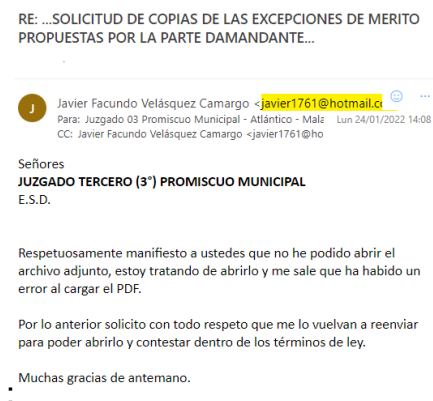 RE: ...SOLICITUD DE COPIAS DE LAS EXCEPCIONES DE MERITO
PROPUESTAS POR LA PARTE DAMANDANTE...
J
Javier Facundo Velásquez Camargo <javier1761@hotmail.co
Para: Juzgado 03 Promiscuo Municipal - Atlántico - Mala Lun 24/01/2022 14:08
CC: Javier Facundo Velásquez Camargo <javier1761@ho
Señores
JUZGADO TERCERO (3°) PROMISCUO MUNICIPAL
E.S.D.
Respetuosamente manifiesto a ustedes que no he podido abrir el
archivo adjunto, estoy tratando de abrirlo y me sale que ha habido un
error al cargar el PDF.
Por lo anterior solicito con todo respeto que me lo vuelvan a reenviar
para poder abrirlo y contestar dentro de los términos de ley.
Muchas gracias de antemano.